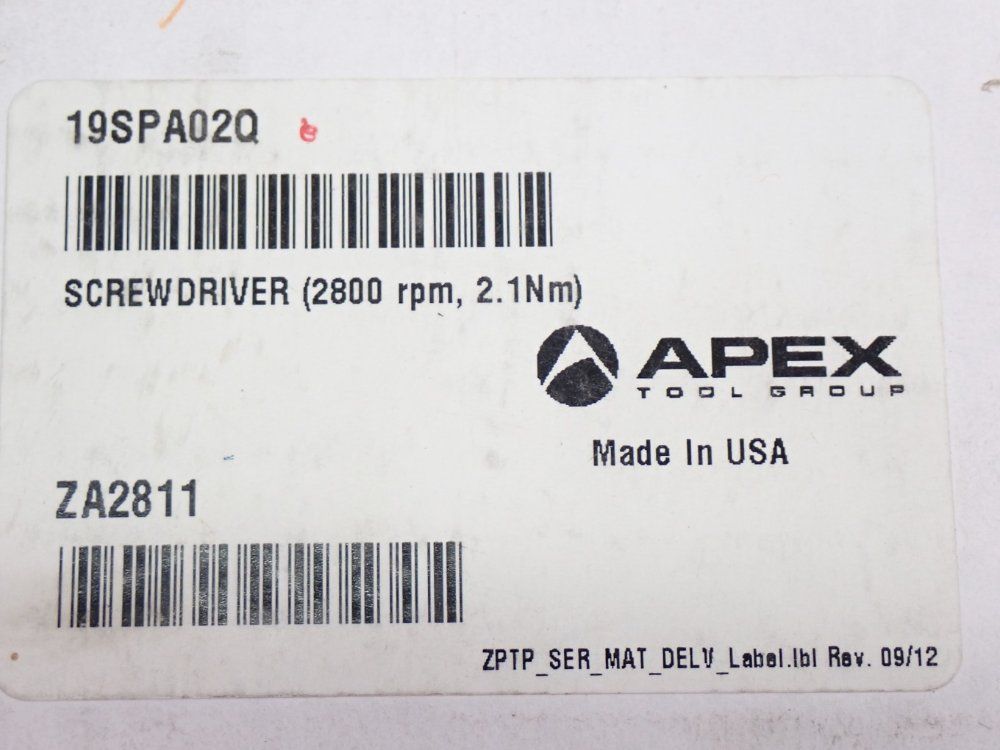 19SPA02Q
SCREWDRIVER (2800 rpm, 2.1Nm)
APEX
TOOL GROUP
Made In USA
ZA2811
ZPTP_SER_MAT_DELV_Label.lbl Rev. 09/12